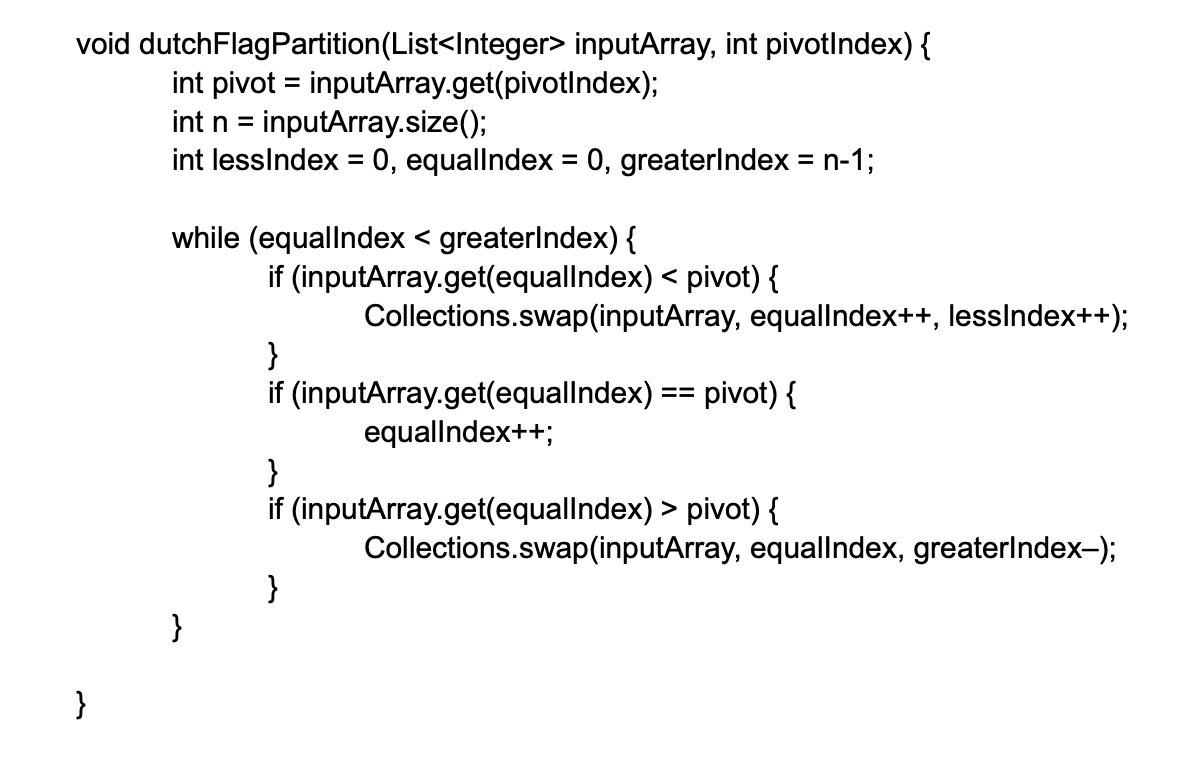 void dutchFlagPartition(List<Integer> inputArray, int pivotIndex) {
int pivot = inputArray.get(pivotIndex);
int n = inputArray.size();
int lessIndex = 0, equalIndex = 0, greaterIndex = n-1;
while (equalIndex < greaterIndex) {
if (inputArray.get(equalIndex) < pivot) {
Collections.swap(inputArray, equalIndex++, lessIndex++);
}
if (inputArray.get(equalIndex) == pivot) {
equalIndex++;
}
if (inputArray.get(equalIndex) > pivot) {
Collections.swap(inputArray, equalIndex, greaterIndex–);
}
}
}